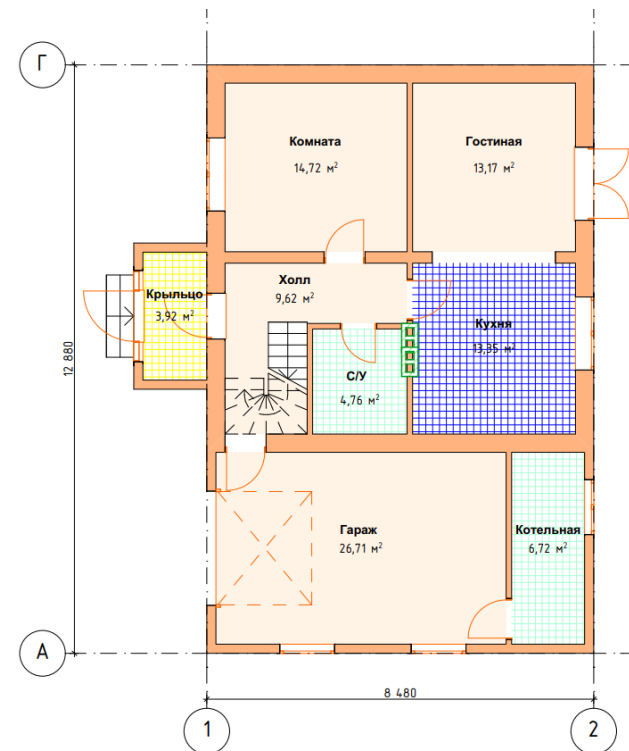 Г
Комната
14,72 м²
Гостиная
13,17 м²
Холл
9,62 м²
Крыльцо
3,92 м²
Кухня
13,35 м²
С/У
4,76 м²
12 880
Гараж
26,71 м²
Котельная
6,72 м²
А
8 480
1
2